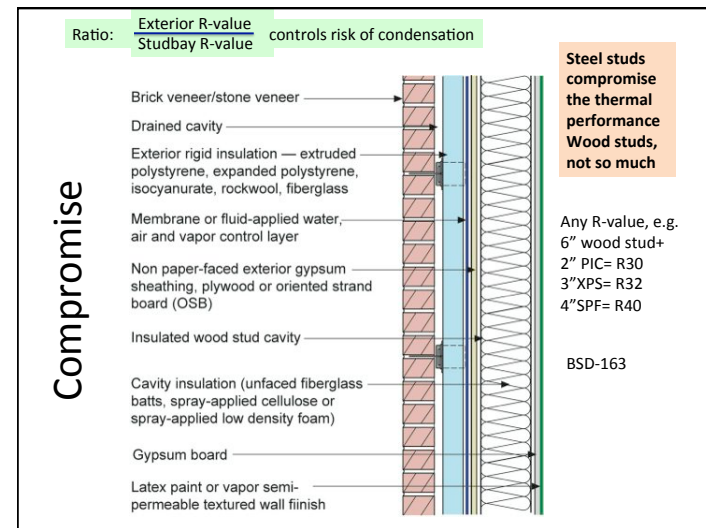 Ratio: Exterior R-value
Studbay R-value controls risk of condensation
Compromise
Brick veneer/stone veneer
Drained cavity
Exterior rigid insulation — extruded
polystyrene, expanded polystyrene,
isocyanurate, rockwool, fiberglass
Membrane or fluid-applied water,
air and vapor control layer
Non paper-faced exterior gypsum
sheathing, plywood or oriented strand
board (OSB)
Insulated wood stud cavity
Cavity insulation (unfaced fiberglass
batts, spray-applied cellulose or
spray-applied low density foam)
Gypsum board
Latex paint or vapor semi-
permeable textured wall fiinish
Steel studs
compromise
the thermal
performance
Wood studs,
not so much
Any R-value, e.g.
6” wood stud+
2” PIC= R30
3”XPS= R32
4”SPF= R40
BSD-163